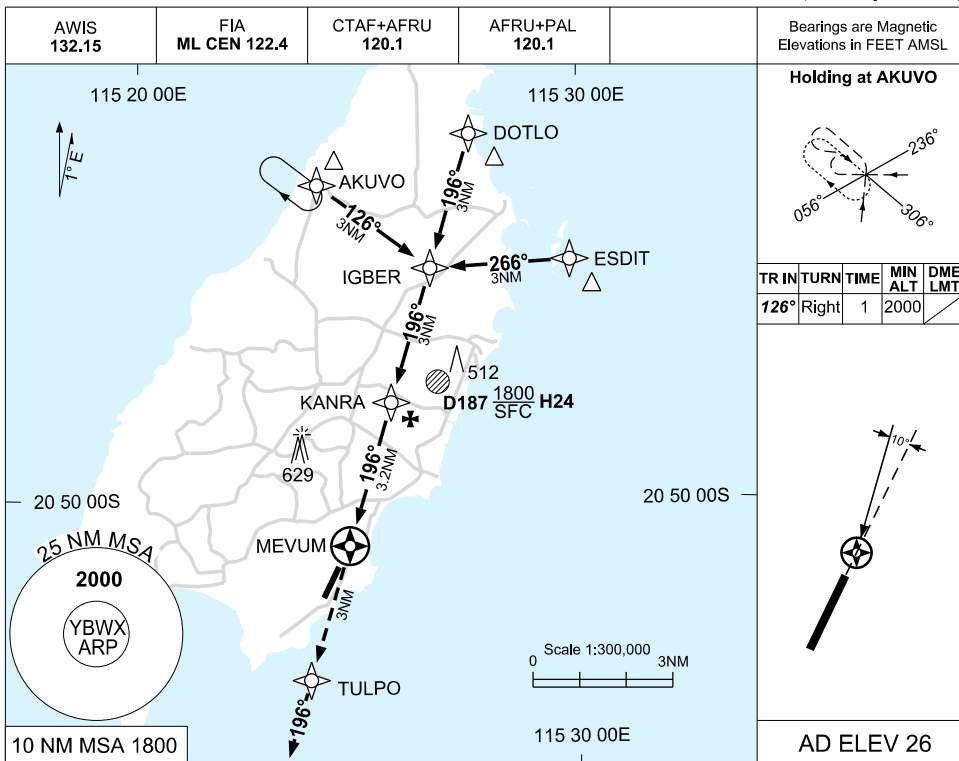 AWIS
132.15
FIA
ML CEN 122.4
CTAF+AFRU
120.1
AFRU+PAL
120.1
Bearings are Magnetic
Elevations in FEET AMSL
115 20 00E
115 30 00E
1° E
DOTLO
AKUVO
196°
3NM
126°
3NM
IGBER
266°
3NM
ESDIT
196°
3NM
512
KANRA
D187 1800 H24
SFC
629
196°
3.2NM
20 50 00S
20 50 00S
MEVUM
25 NM MSA
2000
YBWX
ARP
3NM
Scale 1:300,000
0
3NM
TULPO
196°
10 NM MSA 1800
115 30 00E
Holding at AKUVO
236°
056°
306°
TR IN TURN TIME MIN ALT DME LMT
126° Right 1 2000
10°
AD ELEV 26